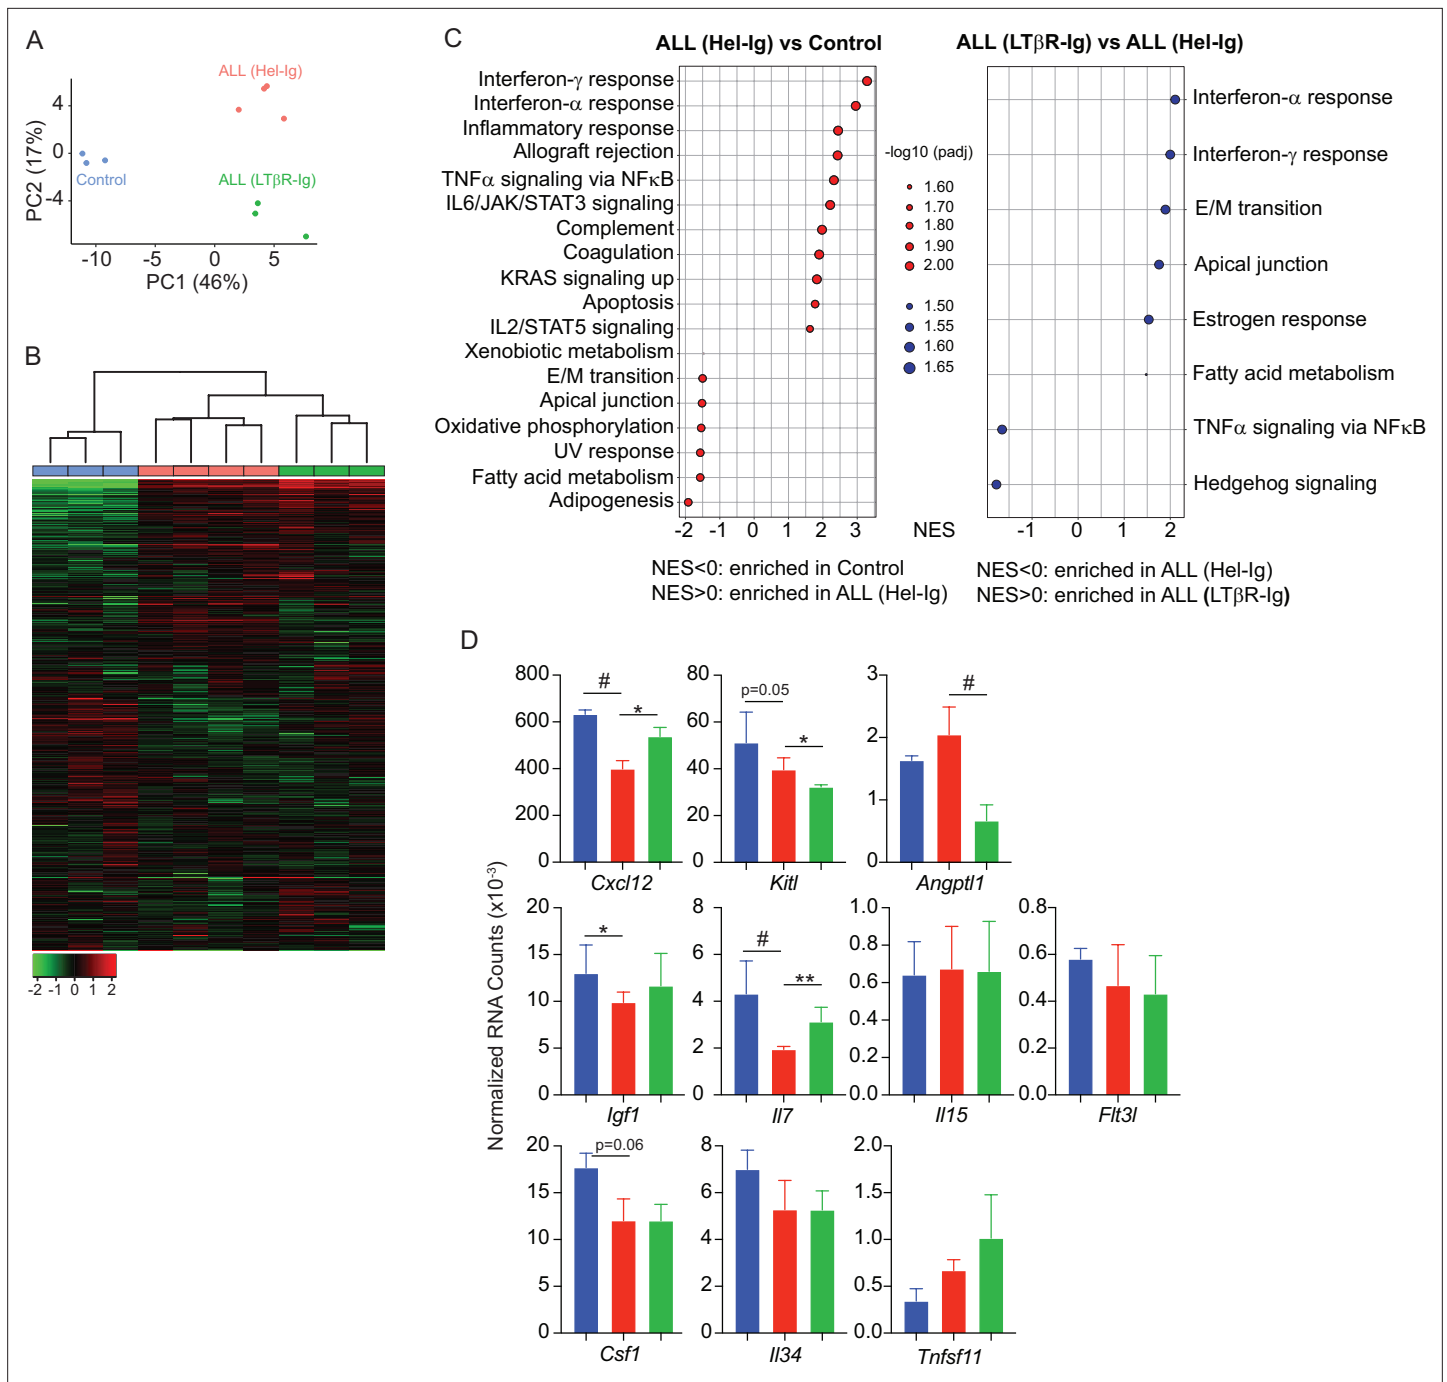 A
ALL (Hel-Ig)
4
0
-4
PC2 (17%)
Control
ALL (LTβR-Ig)
-10
-5
0
5
PC1 (46%)
B
-2 -1 0 1 2
C
ALL (Hel-Ig) vs Control
Interferon-γ response
Interferon-α response
Inflammatory response
Allograft rejection
TNFα signaling via NFκB
IL6/JAK/STAT3 signaling
Complement
Coagulation
KRAS signaling up
Apoptosis
IL2/STAT5 signaling
Xenobiotic metabolism
E/M transition
Apical junction
Oxidative phosphorylation
UV response
Fatty acid metabolism
Adipogenesis
-2 -1 0 1 2 3
NES
NES<0: enriched in Control
NES>0: enriched in ALL (Hel-Ig)
-log10 (padj)
1.60
1.70
1.80
1.90
2.00
1.50
1.55
1.60
1.65
ALL (LTβR-Ig) vs ALL (Hel-Ig)
Interferon-α response
Interferon-γ response
E/M transition
Apical junction
Estrogen response
Fatty acid metabolism
TNFα signaling via NFκB
Hedgehog signaling
-1 0 1 2
NES<0: enriched in ALL (Hel-Ig)
NES>0: enriched in ALL (LTβR-Ig)
D
Normalized RNA Counts (x10⁻³)
800
600
400
200
0
#
*
Cxcl12
80
60
40
20
0
p=0.05
*
Kitl
3
2
1
0
#
Angptl1
20
15
10
5
0
*
Igf1
8
6
4
2
0
#
**
Il7
1.0
0.8
0.6
0.4
0.2
0.0
Il15
0.8
0.6
0.4
0.2
0.0
Flt3l
20
15
10
5
0
p=0.06
Csf1
8
6
4
2
0
Il34
2.0
1.5
1.0
0.5
0.0
Tnfsf11